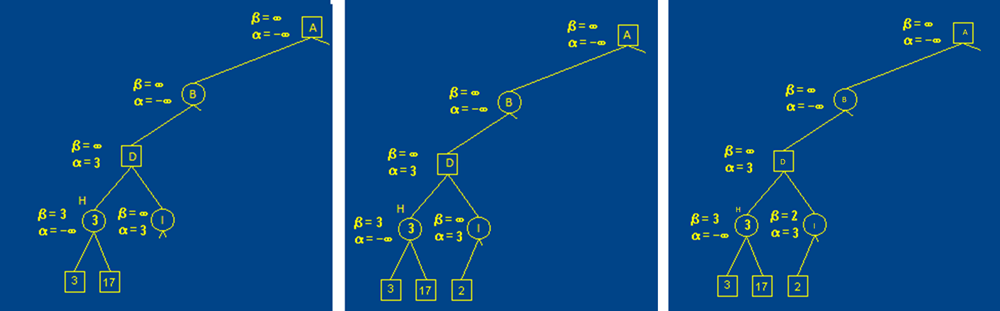 β = ∞
α = −∞
A
β = ∞
α = −∞
B
β = ∞
α = 3
D
H
β = 3
α = −∞
3
β = ∞
α = 3
I
3
17
β = ∞
α = −∞
A
β = ∞
α = −∞
B
β = ∞
α = 3
D
H
β = 3
α = −∞
3
β = ∞
α = 3
I
3
17
2
β = ∞
α = −∞
A
β = ∞
α = −∞
B
β = ∞
α = 3
D
H
β = 3
α = −∞
3
β = 2
α = 3
I
3
17
2